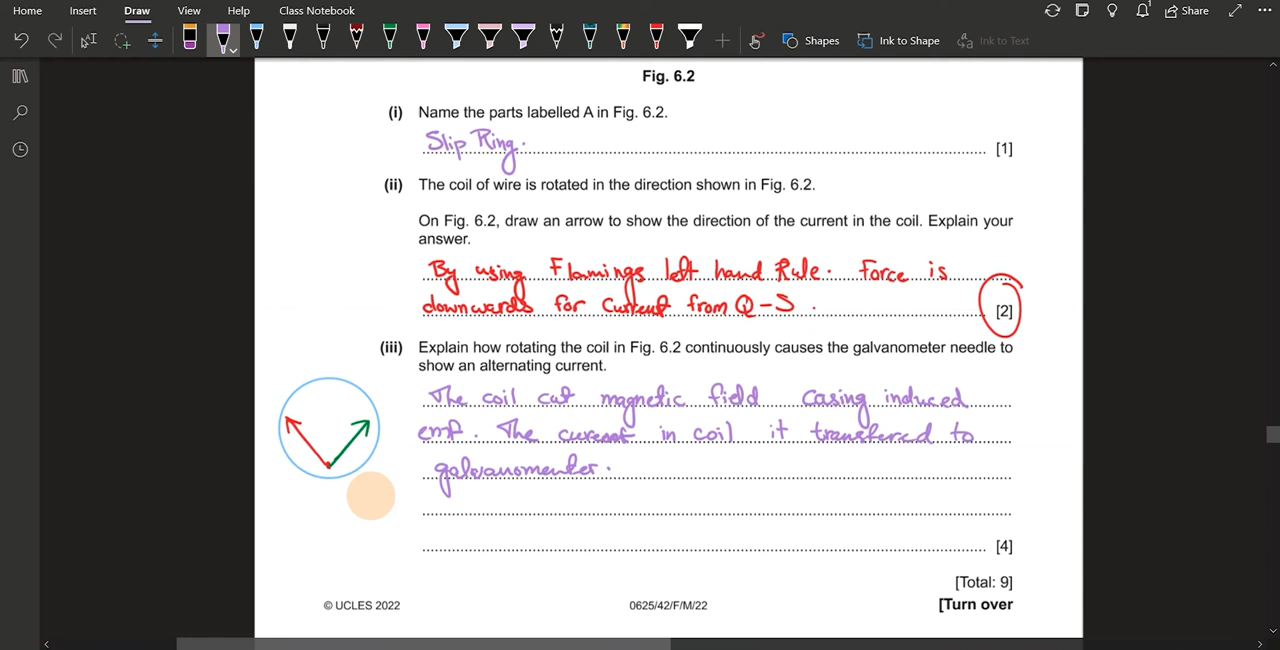 Home Insert Draw View Help Class Notebook Share
Shapes Ink to Shape Ink to Text
Fig. 6.2
(i) Name the parts labelled A in Fig. 6.2.
Slip Ring. [1]
(ii) The coil of wire is rotated in the direction shown in Fig. 6.2.
On Fig. 6.2, draw an arrow to show the direction of the current in the coil. Explain your
answer.
By using Flamings left hand Rule. Force is
downwards for current from Q-S . [2]
(iii) Explain how rotating the coil in Fig. 6.2 continuously causes the galvanometer needle to
show an alternating current.
The coil cut magnetic field Casing induced
emf. The current in coil it transferred to
galvanomenter.
[4]
[Total: 9]
© UCLES 2022 0625/42/F/M/22 [Turn over